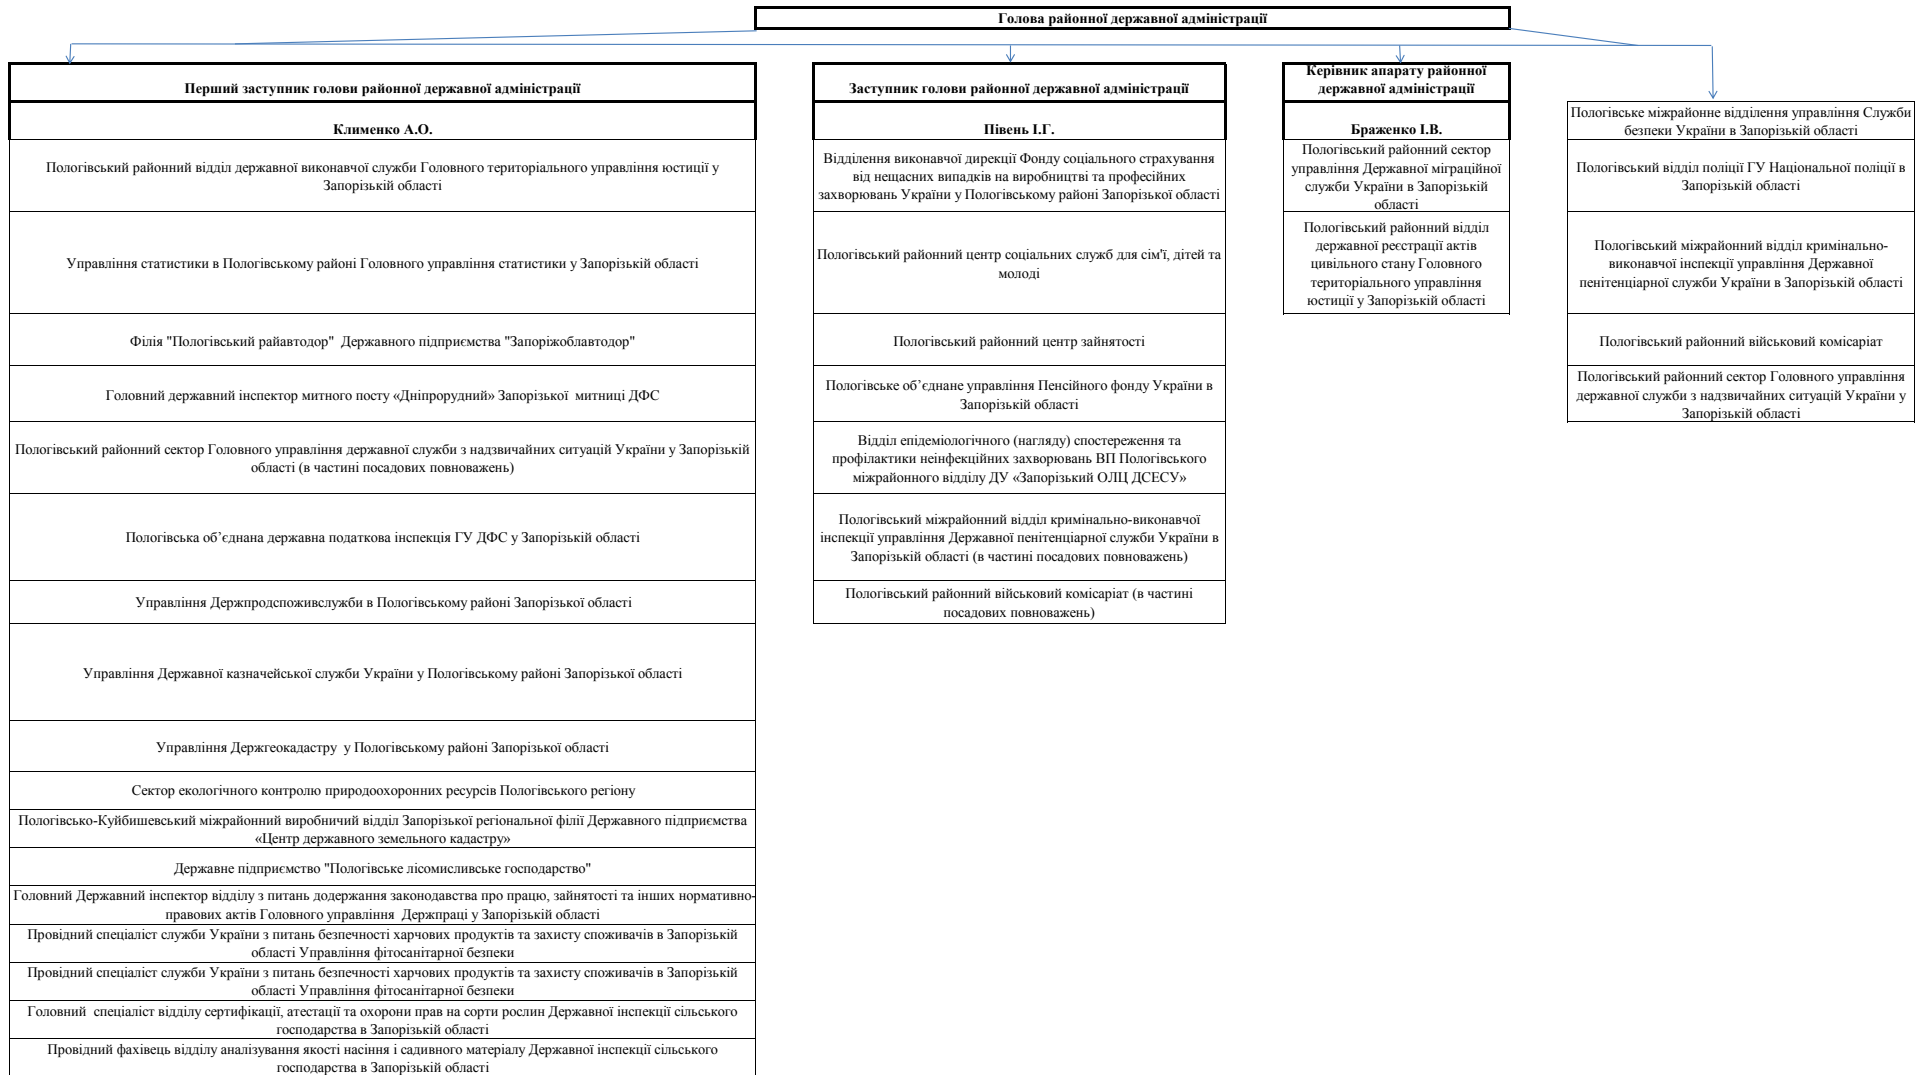 Голова районної державної адміністрації
Перший заступник голови районної державної адміністрації
Клименко А.О.
Пологівський районний відділ державної виконавчої служби Головного територіального управління юстиції у
Запорізькій області
Управління статистики в Пологівському районі Головного управління статистики у Запорізькій області
Філія "Пологівський райавтодор" Державного підприємства "Запоріжоблавтодор"
Головний державний інспектор митного посту «Дніпрорудний» Запорізької митниці ДФС
Пологівський районний сектор Головного управління державної служби з надзвичайних ситуацій України у Запорізькій
області (в частині посадових повноважень)
Пологівська об’єднана державна податкова інспекція ГУ ДФС у Запорізькій області
Управління Держпродспоживслужби в Пологівському районі Запорізької області
Управління Державної казначейської служби України у Пологівському районі Запорізької області
Управління Держгеокадастру у Пологівському районі Запорізької області
Сектор екологічного контролю природоохоронних ресурсів Пологівського регіону
Пологівсько-Куйбишевський міжрайонний виробничий відділ Запорізької регіональної філії Державного підприємства
«Центр державного земельного кадастру»
Державне підприємство "Пологівське лісомисливське господарство"
Головний Державний інспектор відділу з питань додержання законодавства про працю, зайнятості та інших нормативно-
правових актів Головного управління Держпраці у Запорізькій області
Провідний спеціаліст служби України з питань безпечності харчових продуктів та захисту споживачів в Запорізькій
області Управління фітосанітарної безпеки
Провідний спеціаліст служби України з питань безпечності харчових продуктів та захисту споживачів в Запорізькій
області Управління фітосанітарної безпеки
Головний спеціаліст відділу сертифікації, атестації та охорони прав на сорти рослин Державної інспекції сільського
господарства в Запорізькій області
Провідний фахівець відділу аналізування якості насіння і садивного матеріалу Державної інспекції сільського
господарства в Запорізькій області
Заступник голови районної державної адміністрації
Півень І.Г.
Відділення виконавчої дирекції Фонду соціального страхування
від нещасних випадків на виробництві та професійних
захворювань України у Пологівському районі Запорізької області
Пологівський районний центр соціальних служб для сім'ї, дітей та
молоді
Пологівський районний центр зайнятості
Пологівське об’єднане управління Пенсійного фонду України в
Запорізькій області
Відділ епідеміологічного (нагляду) спостереження та
профілактики неінфекційних захворювань ВП Пологівського
міжрайонного відділу ДУ «Запорізький ОЛЦ ДСЕСУ»
Пологівський міжрайонний відділ кримінально-виконавчої
інспекції управління Державної пенітенціарної служби України в
Запорізькій області (в частині посадових повноважень)
Пологівський районний військовий комісаріат (в частині
посадових повноважень)
Керівник апарату районної
державної адміністрації
Браженко І.В.
Пологівський районний сектор
управління Державної міграційної
служби України в Запорізькій
області
Пологівський районний відділ
державної реєстрації актів
цивільного стану Головного
територіального управління
юстиції у Запорізькій області
Пологівське міжрайонне відділення управління Служби
безпеки України в Запорізькій області
Пологівський відділ поліції ГУ Національної поліції в
Запорізькій області
Пологівський міжрайонний відділ кримінально-
виконавчої інспекції управління Державної
пенітенціарної служби України в Запорізькій області
Пологівський районний військовий комісаріат
Пологівський районний сектор Головного управління
державної служби з надзвичайних ситуацій України у
Запорізькій області